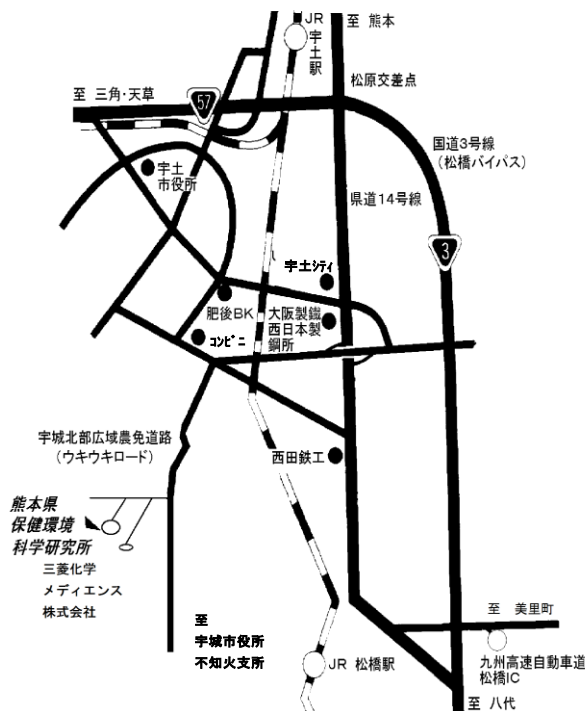 JR
宇土
駅
至 熊本
松原交差点
至 三角・天草
57
国道3号線
(松橋バイパス)
宇土
市役所
県道14号線
3
宇土ｼﾃｨ
肥後BK
大阪製鐵
西日本製
鋼所
ｺﾝﾋﾞﾆ
宇城北部広域農免道路
(ウキウキロード)
西田鉄工
熊本県
保健環境
科学研究所
三菱化学
メディエンス
株式会社
至
宇城市役所
不知火支所
至 美里町
JR 松橋駅
九州高速自動車道
松橋IC
至 八代